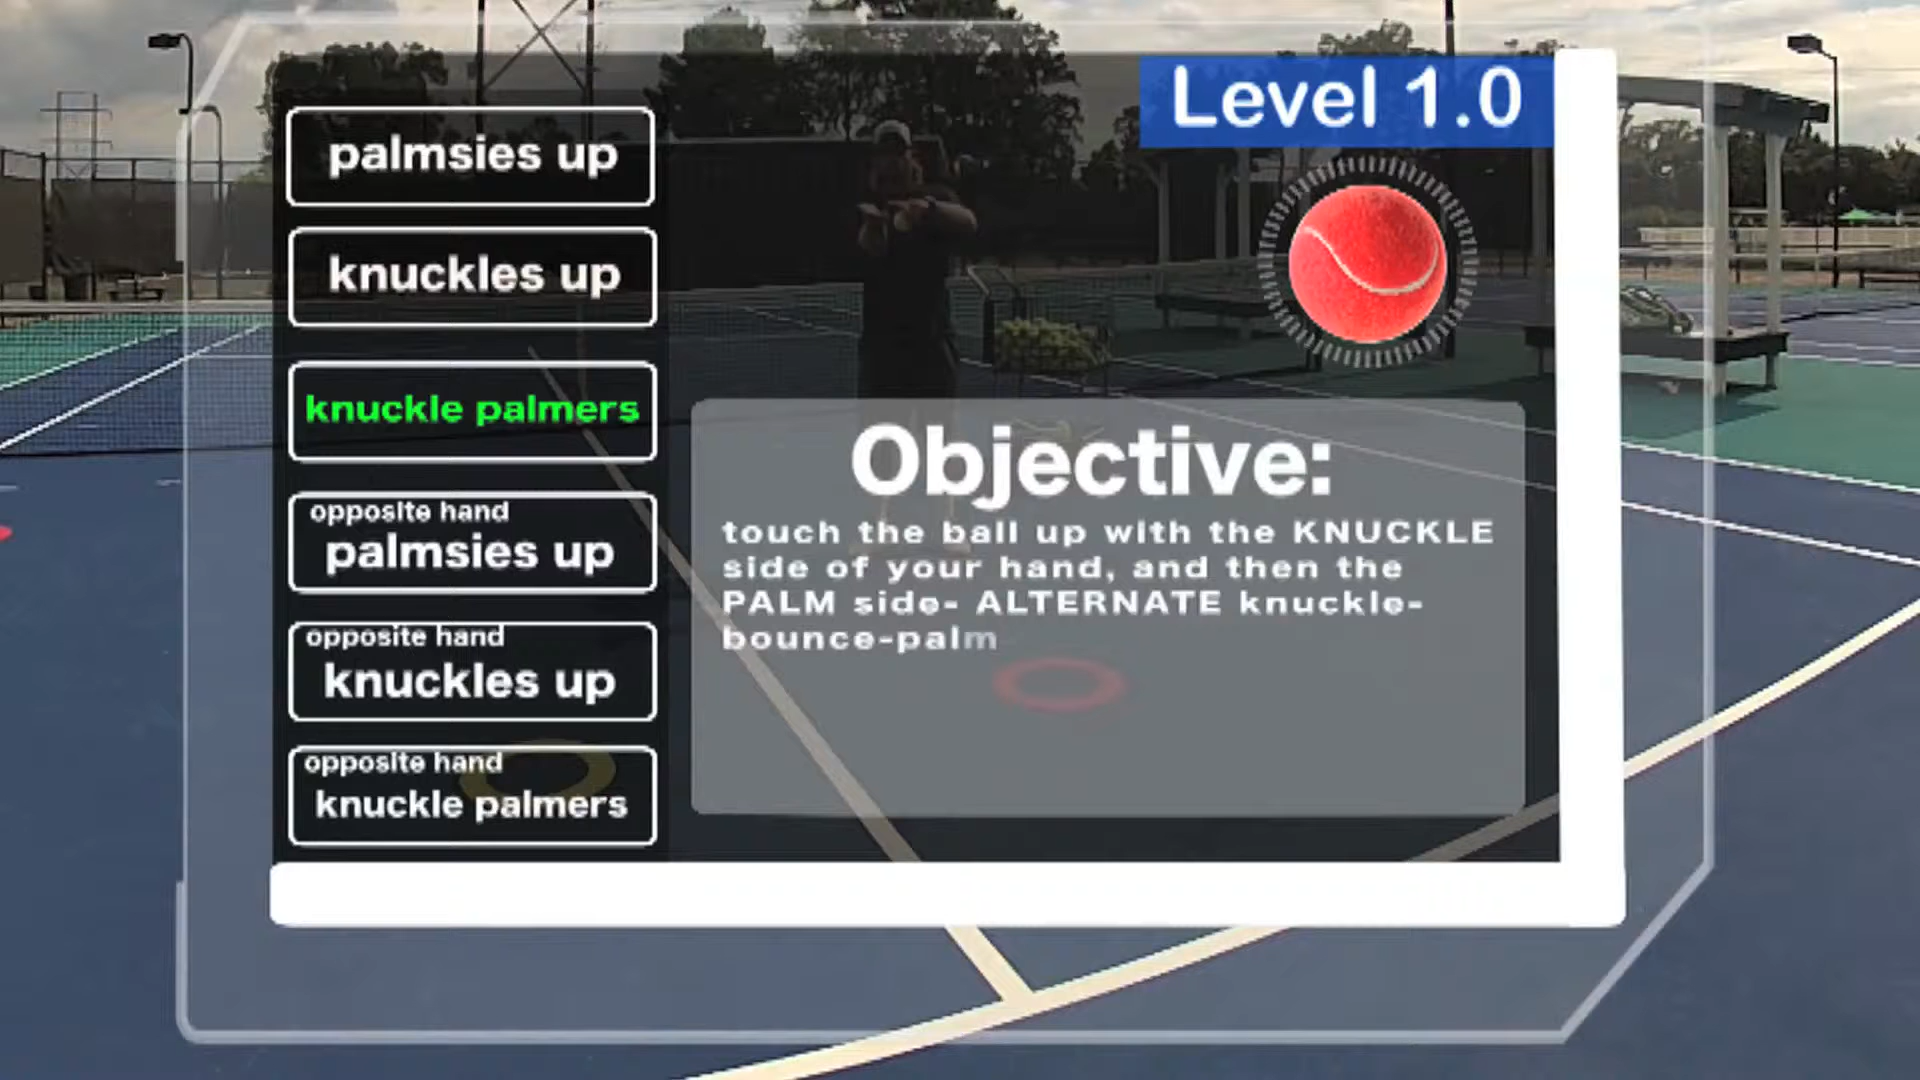 Level 1.0
palmsies up
knuckles up
knuckle palmers
opposite hand
palmsies up
opposite hand
knuckles up
opposite hand
knuckle palmers
Objective:
touch the ball up with the KNUCKLE
side of your hand, and then the
PALM side- ALTERNATE knuckle-
bounce-palm